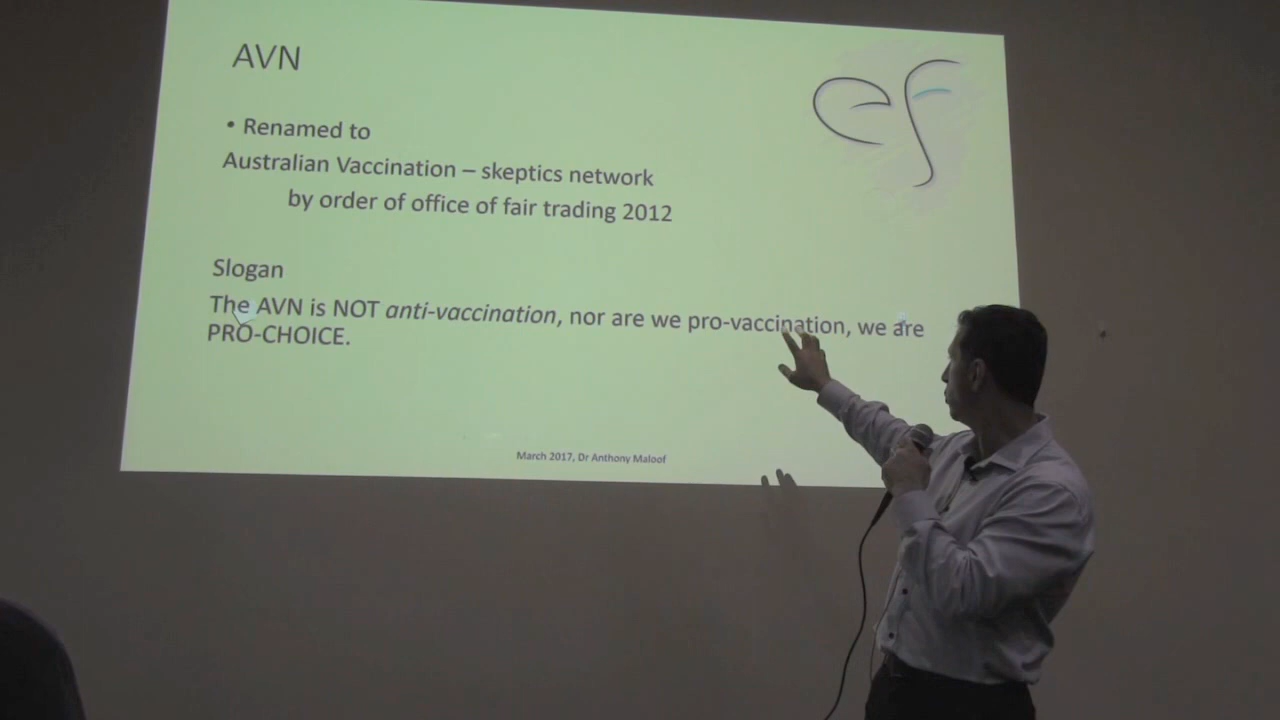 AVN
• Renamed to
Australian Vaccination – skeptics network
by order of office of fair trading 2012
Slogan
The AVN is NOT anti-vaccination, nor are we pro-vaccination, we are
PRO-CHOICE.
March 2017, Dr Anthony Maloof
ef